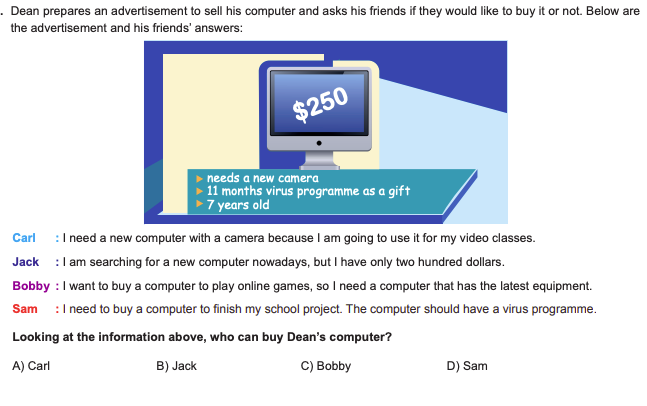 . Dean prepares an advertisement to sell his computer and asks his friends if they would like to buy it or not. Below are
the advertisement and his friends' answers:
$250
► needs a new camera
► 11 months virus programme as a gift
► 7 years old
Carl : I need a new computer with a camera because I am going to use it for my video classes.
Jack : I am searching for a new computer nowadays, but I have only two hundred dollars.
Bobby : I want to buy a computer to play online games, so I need a computer that has the latest equipment.
Sam : I need to buy a computer to finish my school project. The computer should have a virus programme.
Looking at the information above, who can buy Dean's computer?
A) Carl B) Jack C) Bobby D) Sam